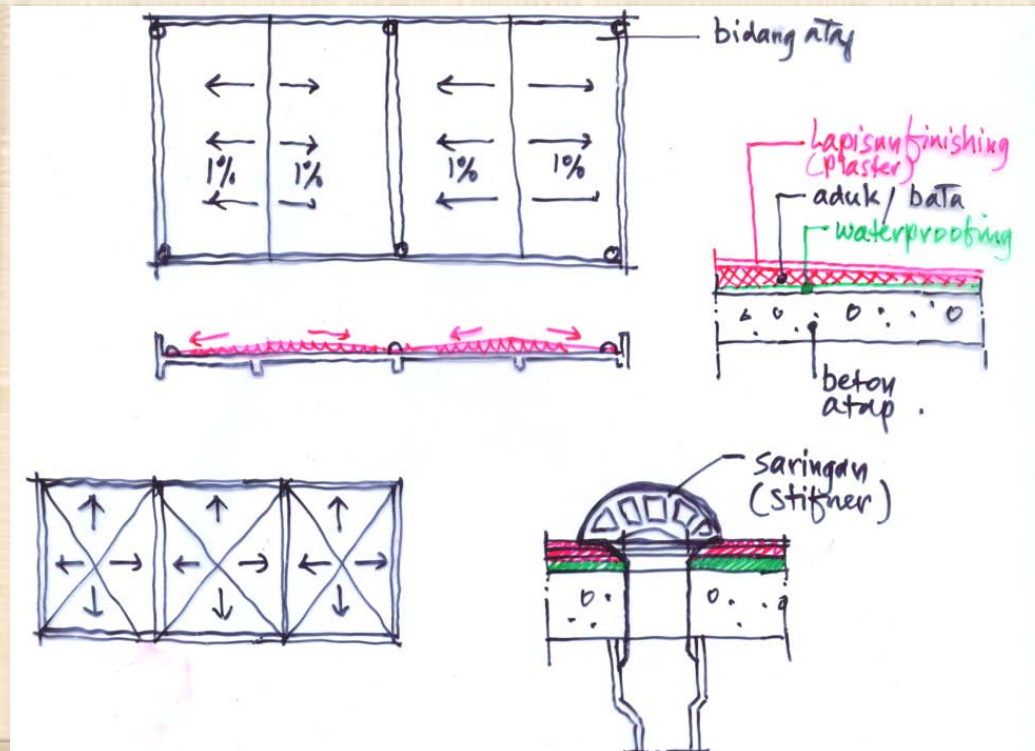 bidang atap
1% 1% 1% 1%
Lapisan finishing
(plaster)
aduk / bata
waterproofing
beton
atap .
saringan
(stifner)